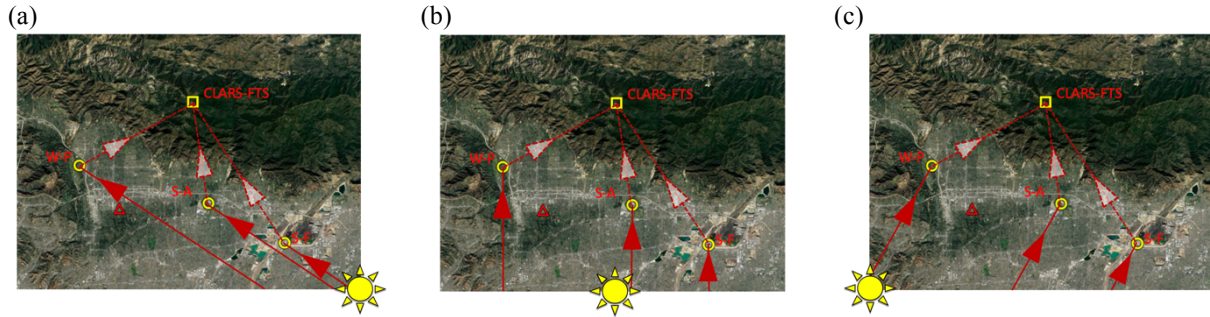 (a)
(b)
(c)
CLARS-FTS
CLARS-FTS
CLARS-FTS
W-P
W-P
W-P
S-A
S-A
S-A
S-F
S-F
S-F